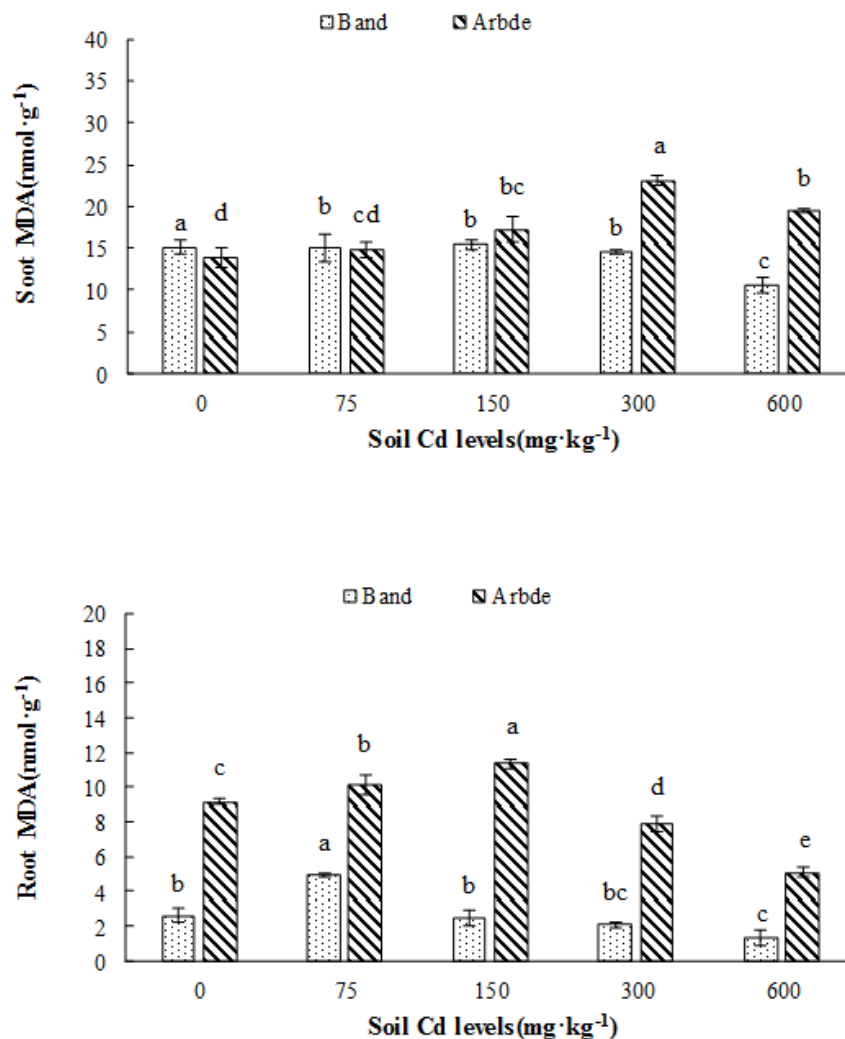 Band Arbde
Soot MDA(nmol·g⁻¹)
40
35
30
25
20
15
10
5
0
a d b cd b bc b a c b
0 75 150 300 600
Soil Cd levels(mg·kg⁻¹)
Band Arbde
Root MDA(nmol·g⁻¹)
20
18
16
14
12
10
8
6
4
2
0
b c a b b a bc d c e
0 75 150 300 600
Soil Cd levels(mg·kg⁻¹)